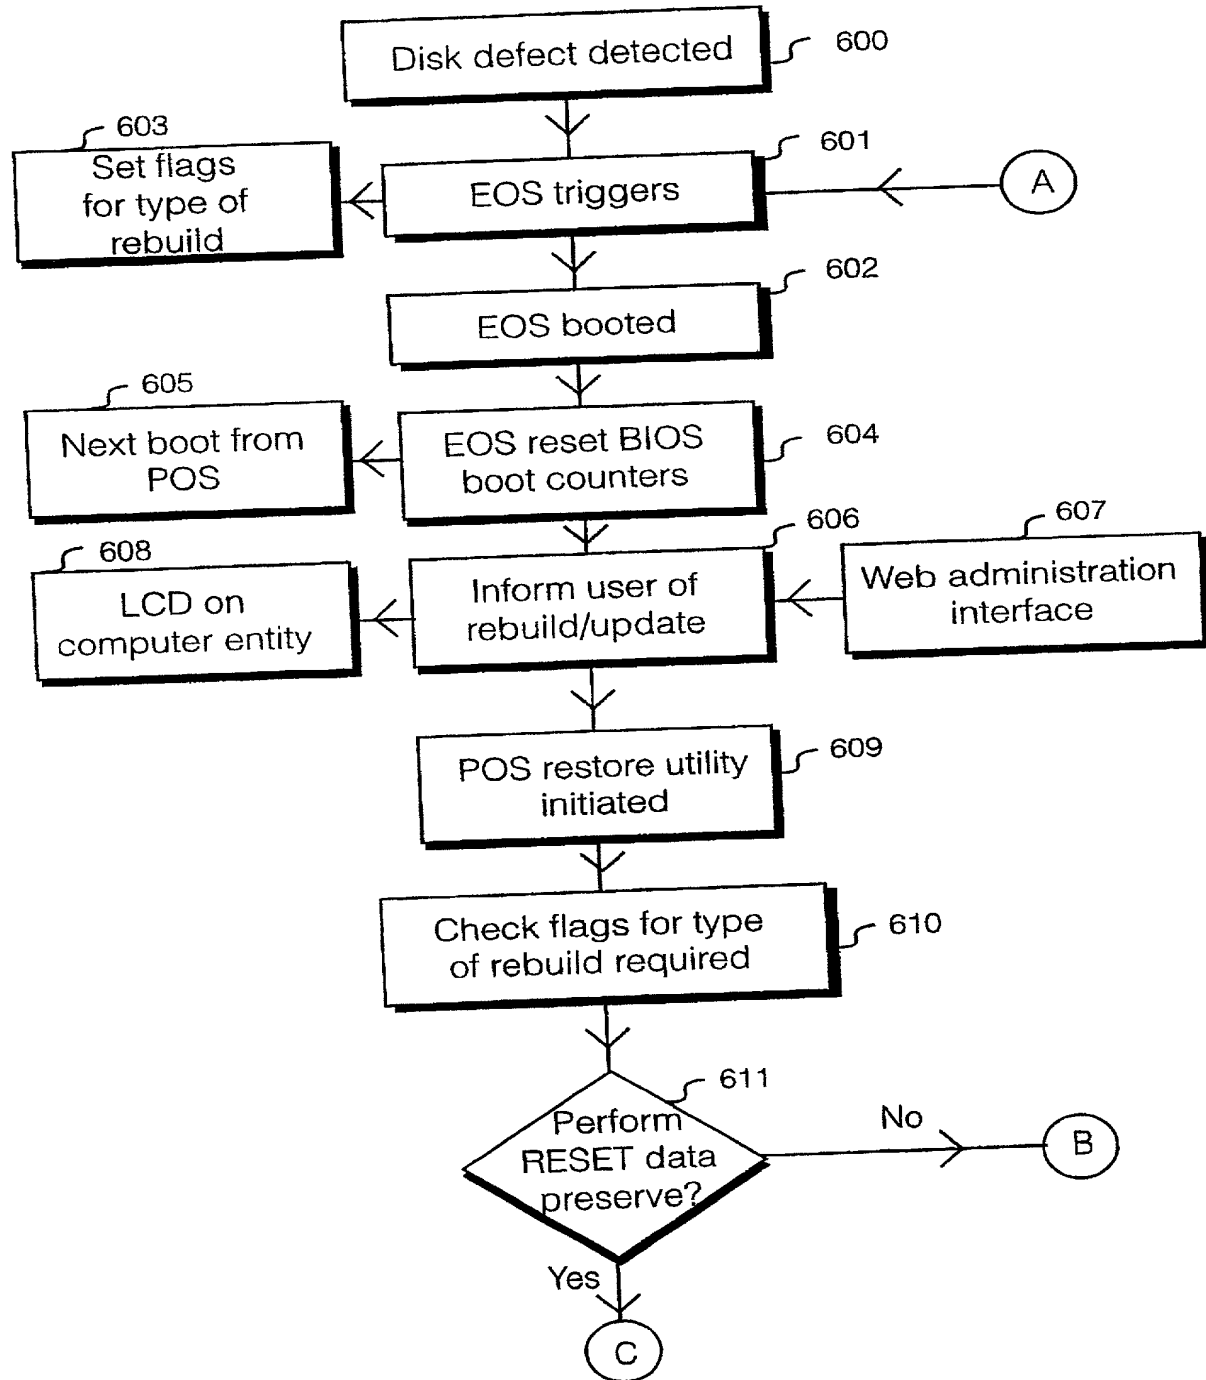 Disk defect detected
600
603
Set flags
for type of
rebuild
EOS triggers
601
A
EOS booted
602
605
Next boot from
POS
EOS reset BIOS
boot counters
604
608
LCD on
computer entity
Inform user of
rebuild/update
606
607
Web administration
interface
POS restore utility
initiated
609
Check flags for type
of rebuild required
610
611
Perform
RESET data
preserve?
No
B
Yes
C